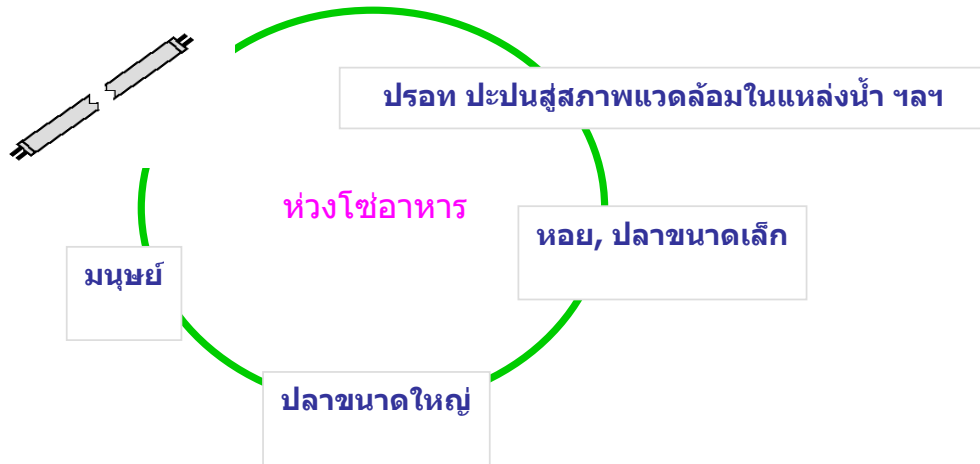 ปรอท ปะปนสู่สภาพแวดล้อมในแหล่งน้ำ ฯลฯ
ห่วงโซ่อาหาร
หอย, ปลาขนาดเล็ก
มนุษย์
ปลาขนาดใหญ่